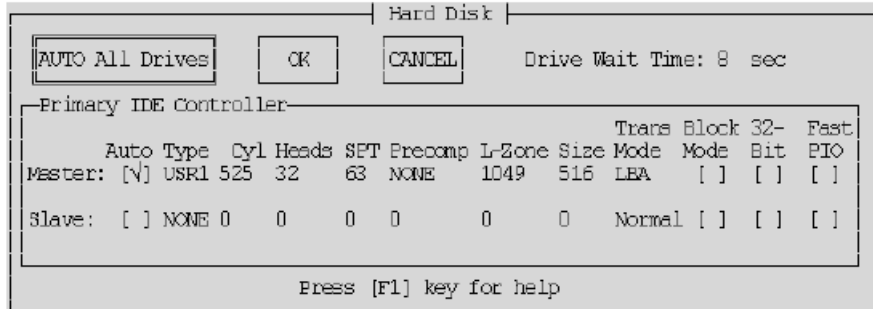 Hard Disk
AUTO All Drives OK CANCEL Drive Wait Time: 8 sec
Primary IDE Controller
Trans Block 32- Fast
Auto Type Cyl Heads SPT Precomp L-Zone Size Mode Mode Bit PIO
Master: [√] USR1 525 32 63 NONE 1049 516 LBA [ ] [ ] [ ]
Slave: [ ] NONE 0 0 0 0 0 0 Normal [ ] [ ] [ ]
Press [F1] key for help